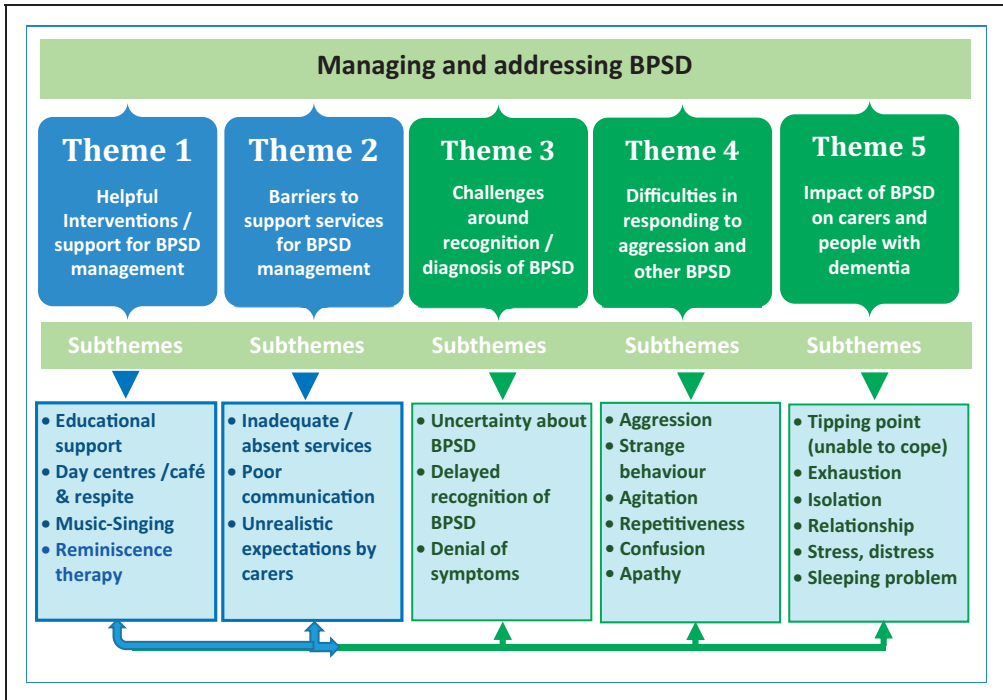 Managing and addressing BPSD
Theme 1
Helpful
Interventions /
support for BPSD
management
Theme 2
Barriers to
support services
for BPSD
management
Theme 3
Challenges
around
recognition /
diagnosis of BPSD
Theme 4
Difficulties in
responding to
aggression and
other BPSD
Theme 5
Impact of BPSD
on carers and
people with
dementia
Subthemes
Subthemes
Subthemes
Subthemes
Subthemes
• Educational
support
• Day centres /café
& respite
• Music-Singing
• Reminiscence
therapy
• Inadequate /
absent services
• Poor
communication
• Unrealistic
expectations by
carers
• Uncertainty about
BPSD
• Delayed
recognition of
BPSD
• Denial of
symptoms
• Aggression
• Strange
behaviour
• Agitation
• Repetitiveness
• Confusion
• Apathy
• Tipping point
(unable to cope)
• Exhaustion
• Isolation
• Relationship
• Stress, distress
• Sleeping problem